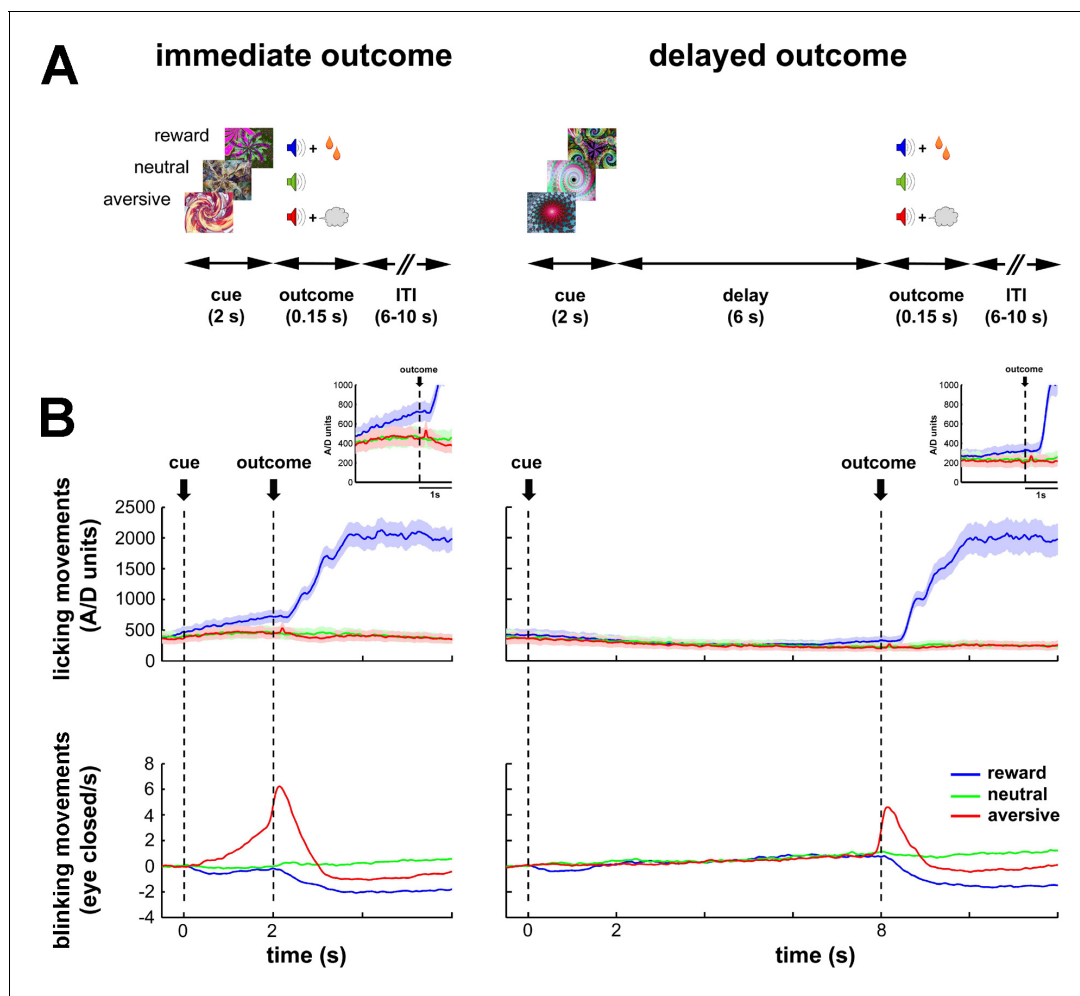 A
immediate outcome
delayed outcome
reward
neutral
aversive
+
+
+
+
cue
(2 s)
outcome
(0.15 s)
ITI
(6-10 s)
cue
(2 s)
delay
(6 s)
outcome
(0.15 s)
ITI
(6-10 s)
B
outcome
1000
800
600
400
200
0
A/D units
1s
outcome
1000
800
600
400
200
0
A/D units
1s
cue
outcome
cue
outcome
licking movements
(A/D units)
2500
2000
1500
1000
500
0
blinking movements
(eye closed/s)
8
6
4
2
0
-2
-4
reward
neutral
aversive
0
2
0
2
8
time (s)
time (s)